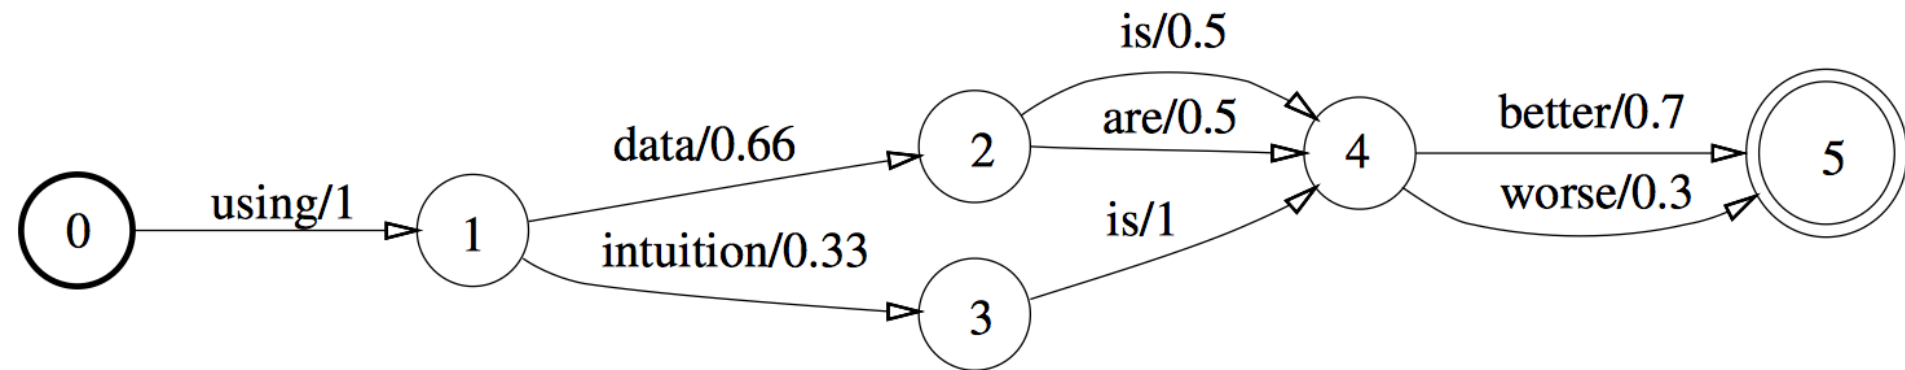 is/0.5
are/0.5
better/0.7
data/0.66
2
4
5
using/1
worse/0.3
0
1
is/1
intuition/0.33
3